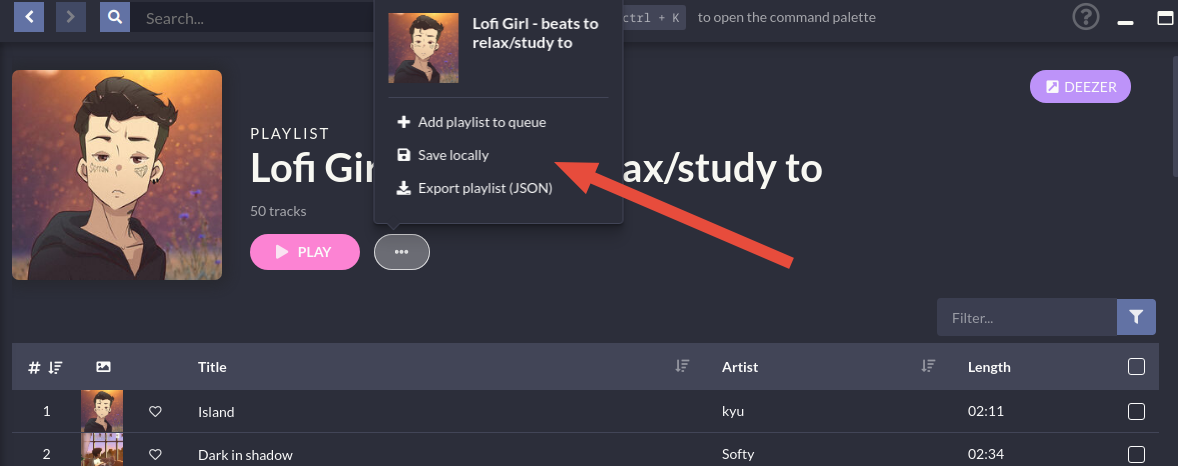 Search...
ctrl + K
to open the command palette
Lofi Girl - beats to
relax/study to
DEEZER
Add playlist to queue
Save locally
Export playlist (JSON)
PLAYLIST
Lofi Gir
ax/study to
50 tracks
PLAY
Filter...
# Title Artist Length
1 Island kyu 02:11
2 Dark in shadow Softy 02:34